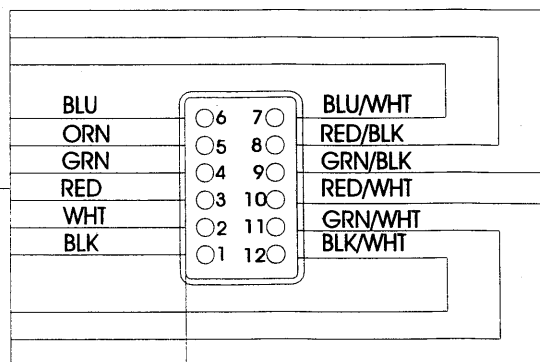 BLU 6 7 BLU/WHT
ORN 5 8 RED/BLK
GRN 4 9 GRN/BLK
RED 3 10 RED/WHT
WHT 2 11 GRN/WHT
BLK 1 12 BLK/WHT